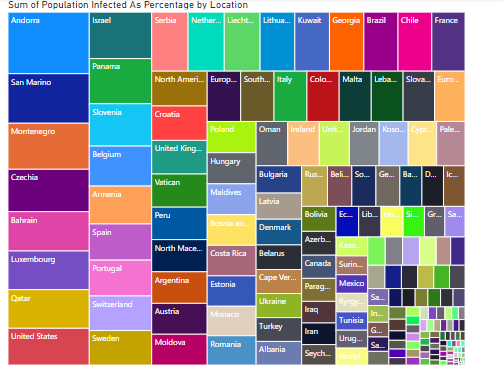 Sum of Population Infected As Percentage by Location
Andorra
San Marino
Montenegro
Czechia
Bahrain
Luxembourg
Qatar
United States
Israel
Panama
Slovenia
Belgium
Armenia
Spain
Portugal
Switzerland
Sweden
Serbia
Nether...
Liecht...
Lithua...
Kuwait
Georgia
Brazil
Chile
France
North Ameri...
Europ...
South...
Italy
Colo...
Malta
Leba...
Slova...
Euro...
Croatia
United King...
Vatican
Peru
North Mace...
Argentina
Austria
Moldova
Poland
Hungary
Maldives
Bosnia an...
Costa Rica
Estonia
Monaco
Romania
Oman
Ireland
Unit...
Jordan
Koso...
Cypr...
Pale...
Bulgaria
Latvia
Denmark
Belarus
Cape Ver...
Ukraine
Turkey
Albania
Rus...
Beli...
So...
Ge...
Ba...
D...
Ic...
Bolivia
Azerb...
Canada
Parag...
Iraq
Iran
Seych...
Ec...
Lib...
Ho...
Si...
Gr...
Sa...
Kaza...
Surin...
Mexico
Kyrgy...
Tunisia
Urug...
World
Sa...
In...
G...
Sa...